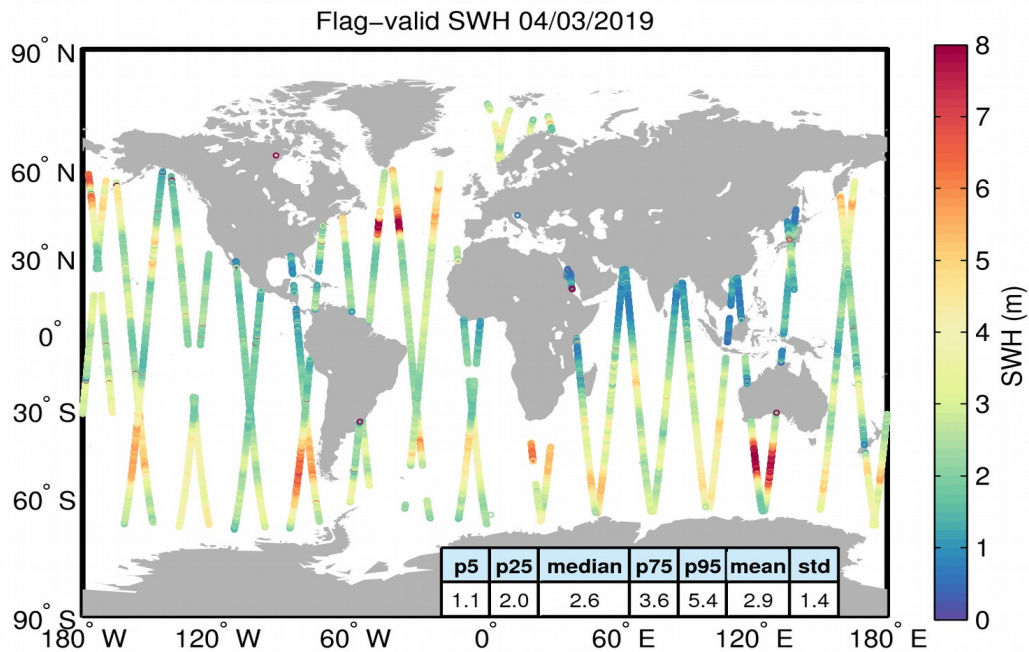 Flag−valid SWH 04/03/2019
90° N
60° N
30° N
0°
30° S
60° S
90° S
180° W
120° W
60° W
0°
60° E
120° E
180° E
8
7
6
5
4
3
2
1
0
SWH (m)
p5 p25 median p75 p95 mean std
1.1 2.0 2.6 3.6 5.4 2.9 1.4